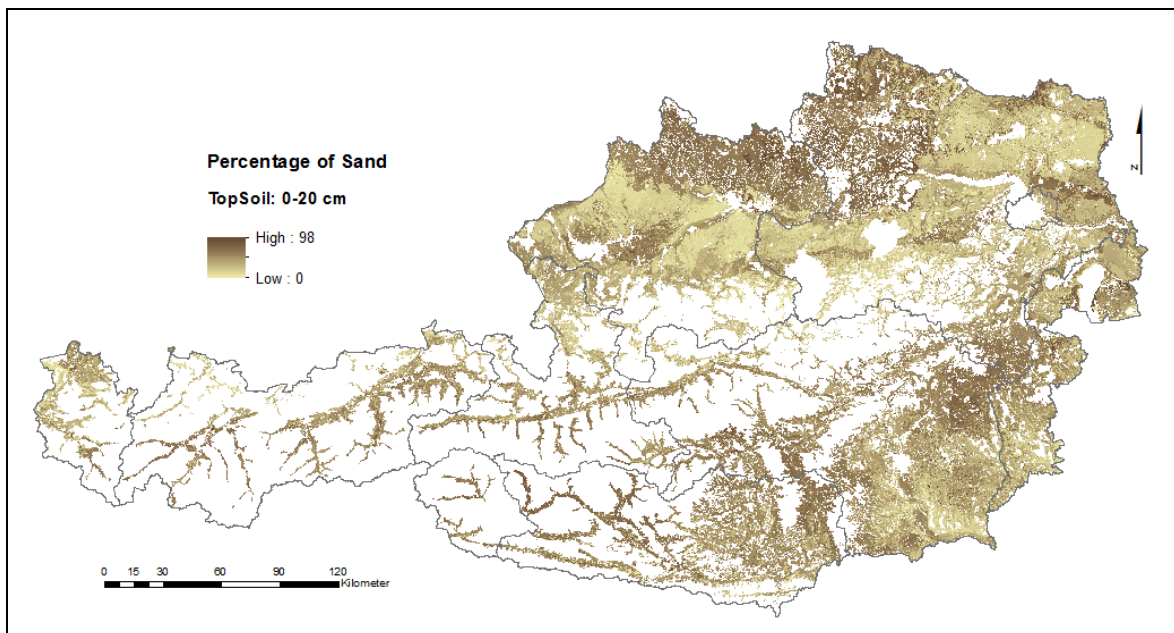 Percentage of Sand
TopSoil: 0-20 cm
High : 98
Low : 0
N
0 15 30 60 90 120
Kilometer